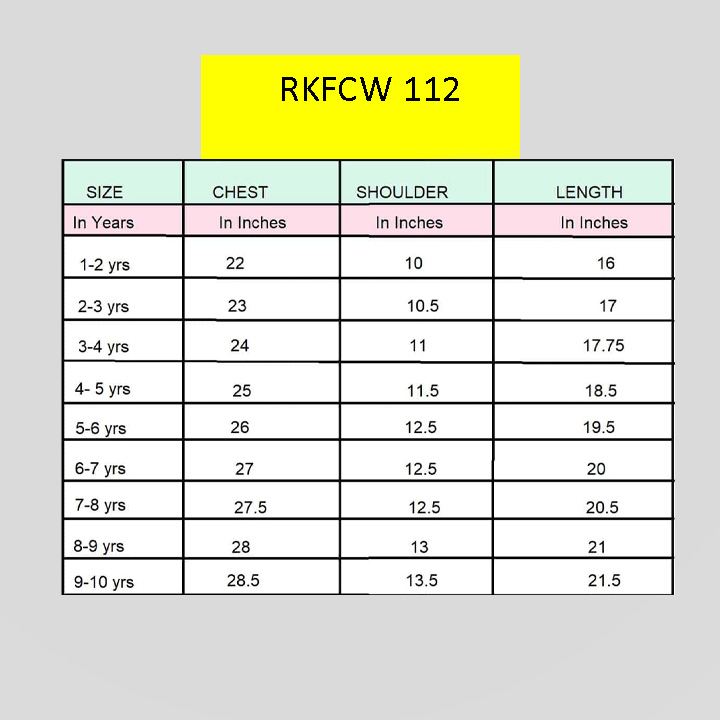 RKFCW 112
SIZE CHEST SHOULDER LENGTH
In Years In Inches In Inches In Inches
1-2 yrs 22 10 16
2-3 yrs 23 10.5 17
3-4 yrs 24 11 17.75
4- 5 yrs 25 11.5 18.5
5-6 yrs 26 12.5 19.5
6-7 yrs 27 12.5 20
7-8 yrs 27.5 12.5 20.5
8-9 yrs 28 13 21
9-10 yrs 28.5 13.5 21.5